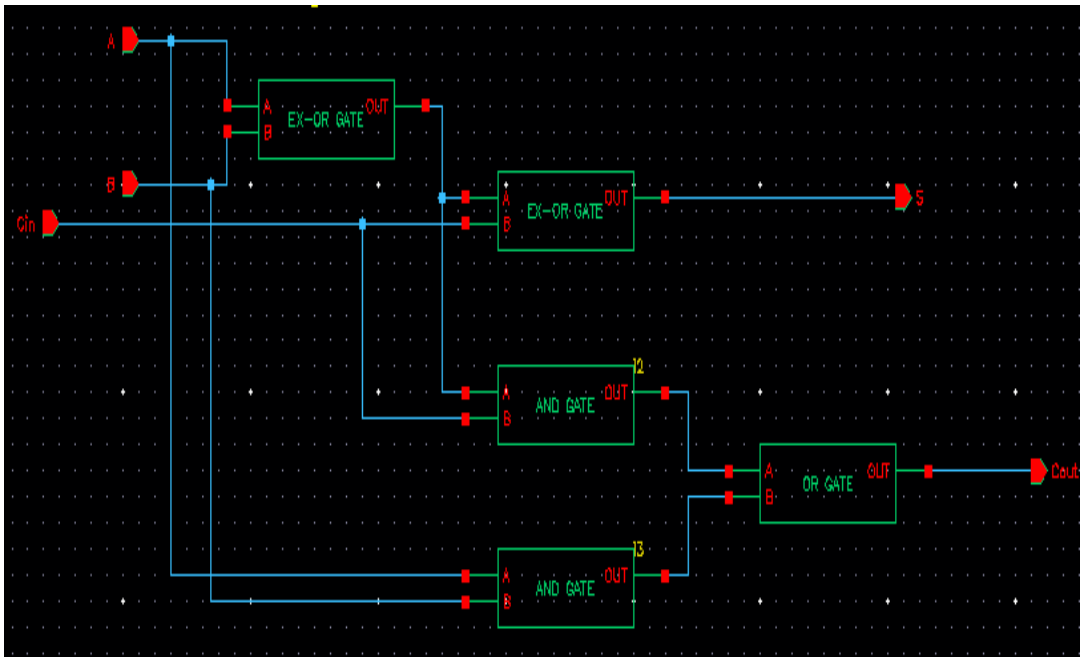 A
A
EX-OR GATE
OUT
B
B
A
EX-OR GATE
OUT
B
S
Cin
I2
A
AND GATE
OUT
B
A
OR GATE
OUT
B
Cout
I3
A
AND GATE
OUT
B